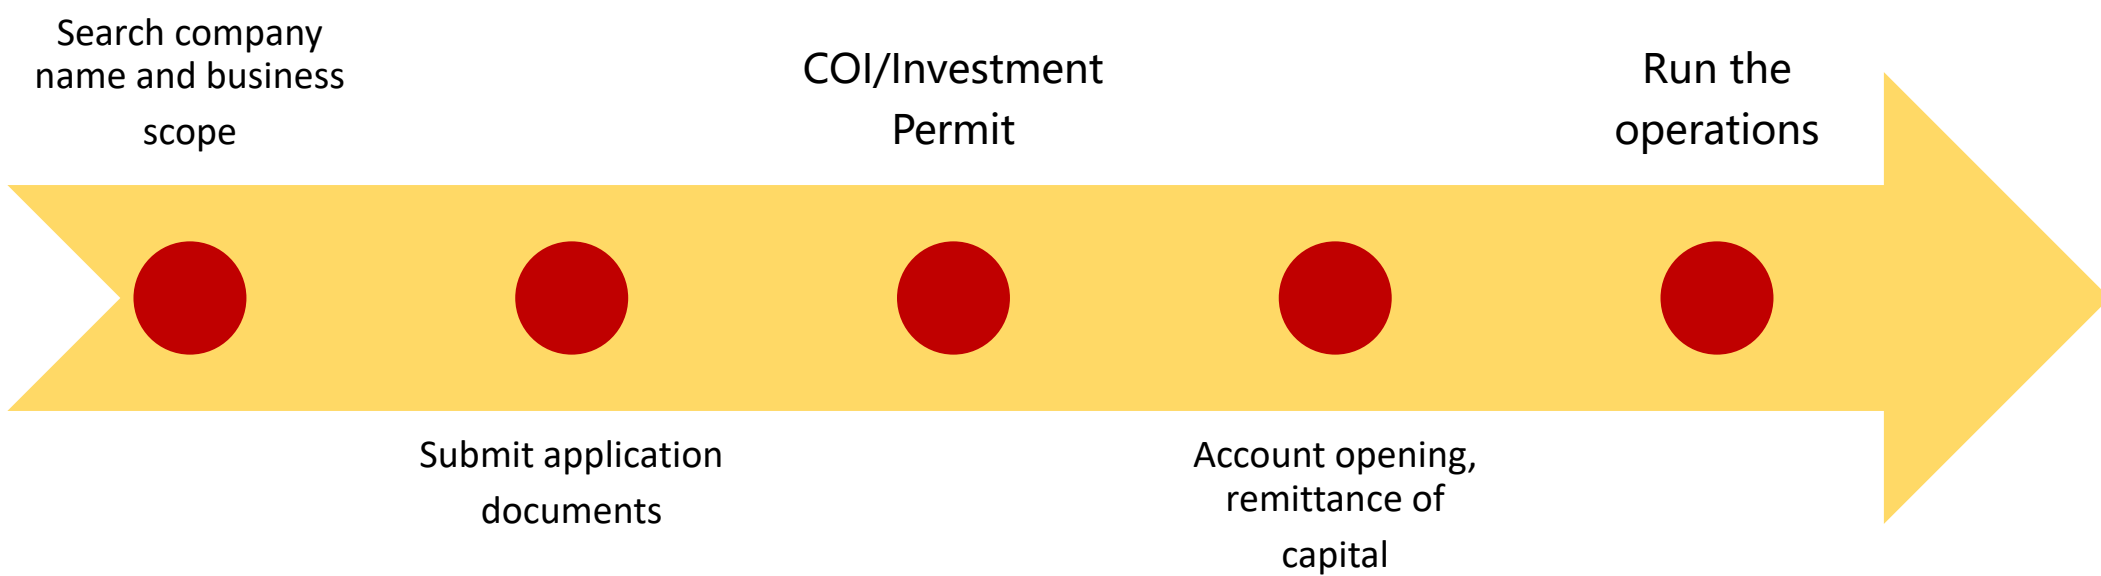 Search company
name and business
scope
Submit application
documents
COI/Investment
Permit
Account opening,
remittance of
capital
Run the
operations